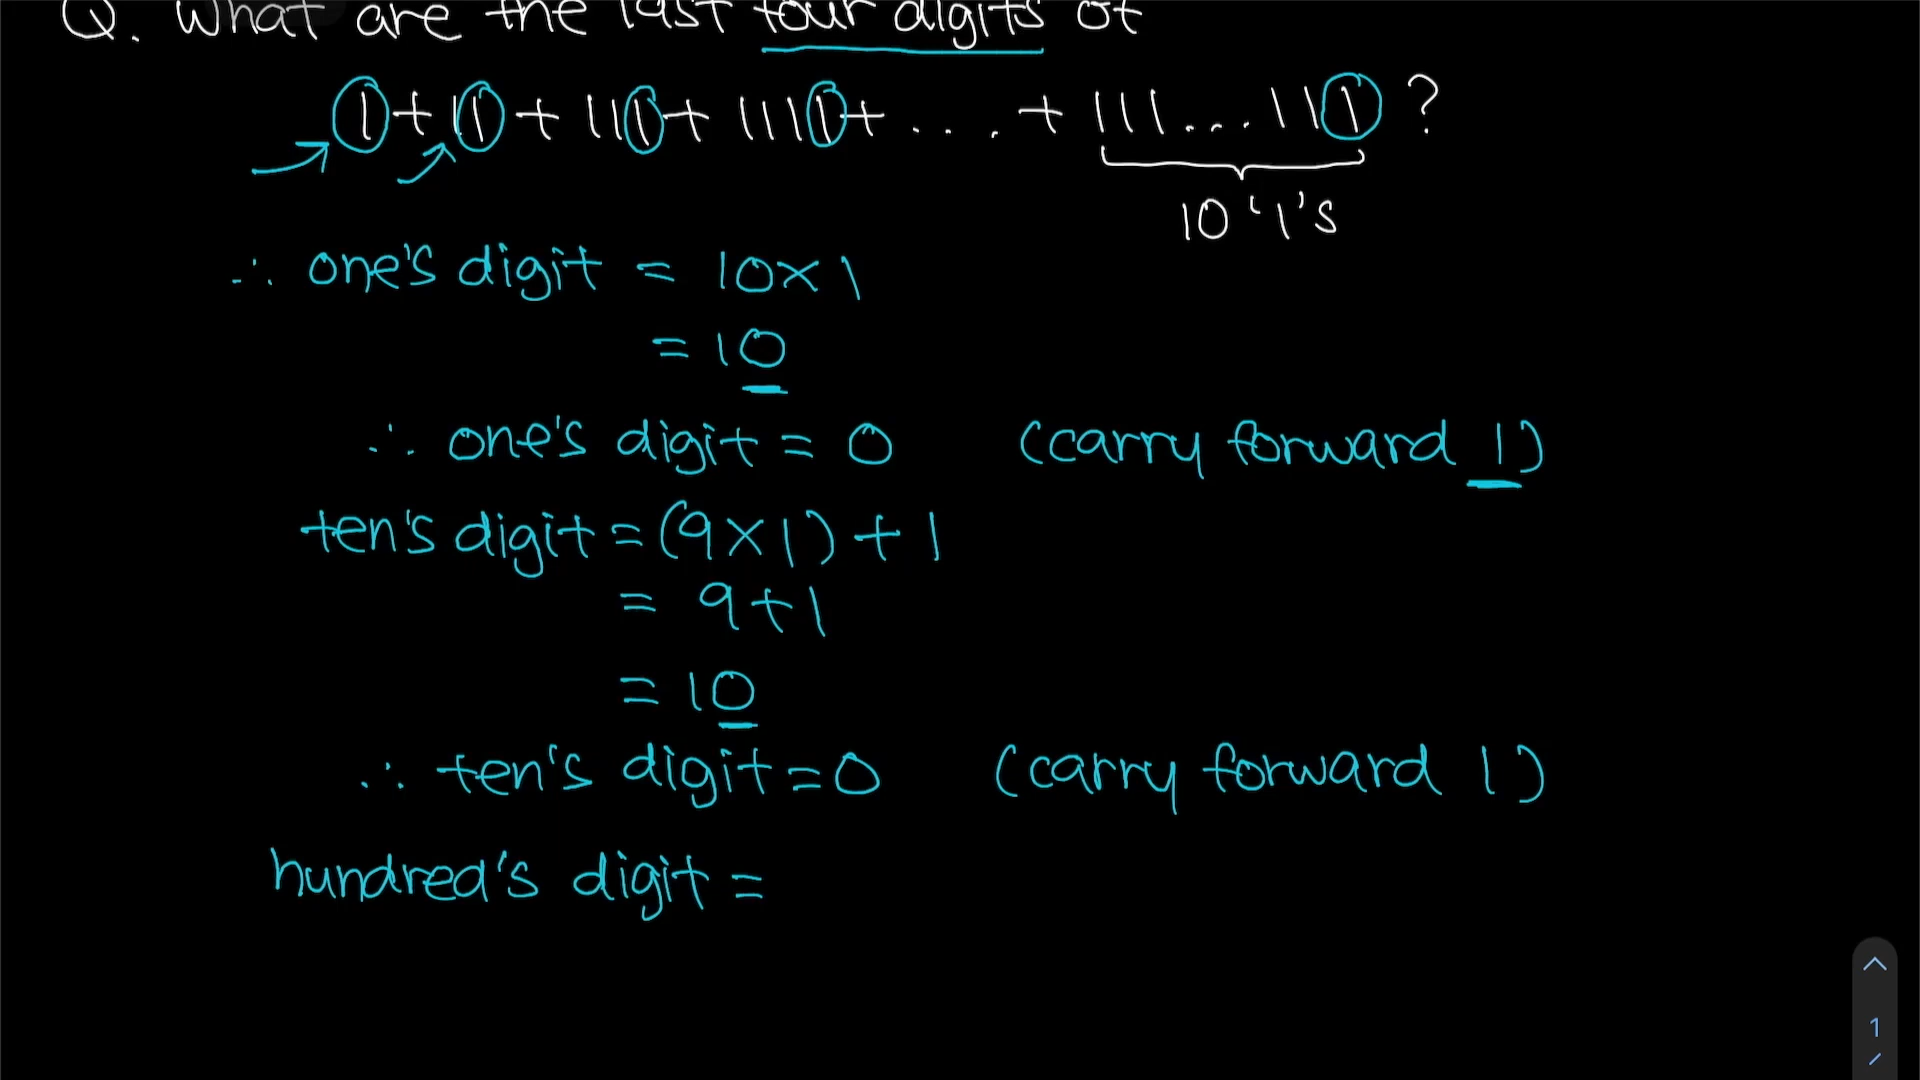 Q. What are the last four digits of
1 + 11 + 111 + 1111 + .... + 111...111 ?
10 '1's
∴ one's digit = 10×1
= 10
∴ one's digit = 0 (carry forward 1)
ten's digit = (9×1) + 1
= 9+1
= 10
∴ ten's digit = 0 (carry forward 1)
hundred's digit =
1